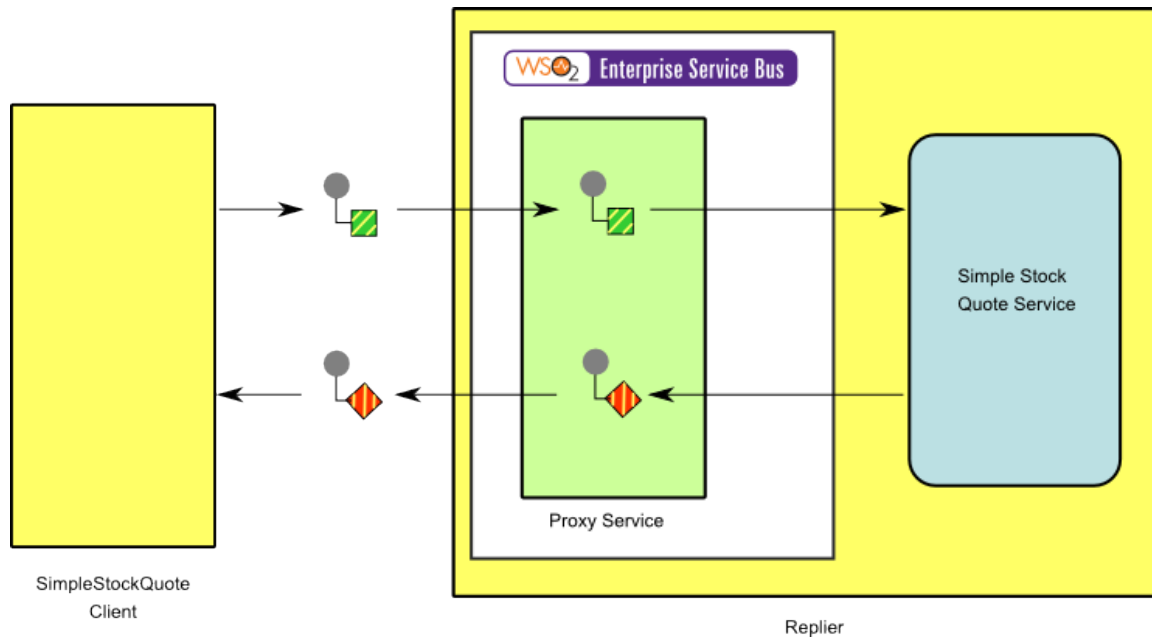 WSO2 Enterprise Service Bus
Simple Stock
Quote Service
Proxy Service
SimpleStockQuote
Client
Replier